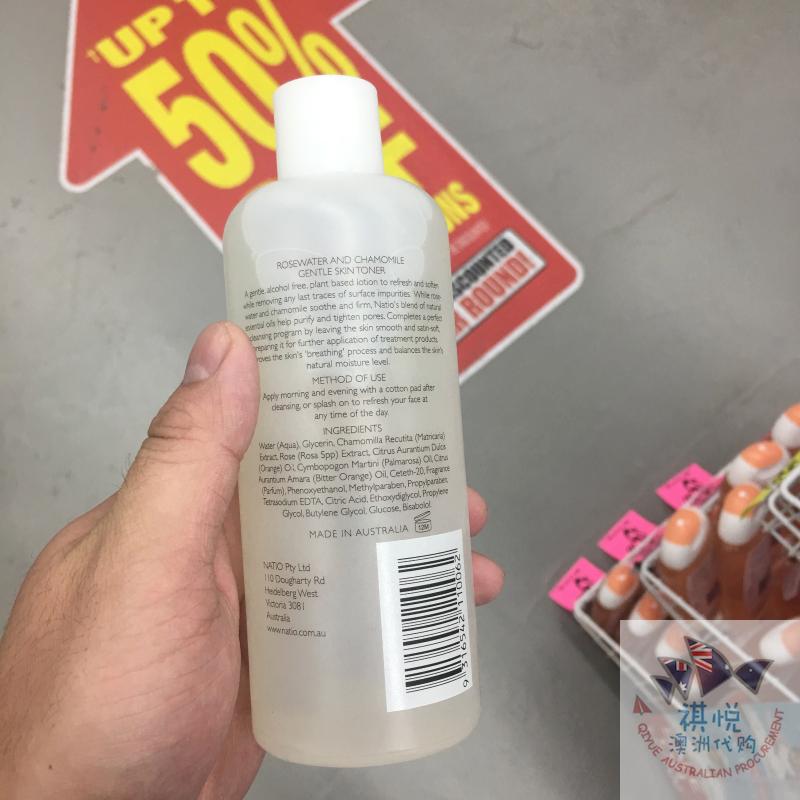 UP T
50%
ROSEWATER AND CHAMOMILE
GENTLE SKIN TONER
A gentle, alcohol free, plant based lotion to refresh and soften
while removing any last traces of surface impurities. While rose-
water and chamomile soothe and firm, Natio's blend of natural
essential oils help purify and tighten pores. Completes a perfect
cleansing program by leaving the skin smooth and satin-soft,
preparing it for further application of treatment products.
roves the skin's 'breathing' process and balances the skin's
natural moisture level.
METHOD OF USE
Apply morning and evening with a cotton pad after
cleansing, or splash on to refresh your face at
any time of the day.
INGREDIENTS
Water (Aqua), Glycerin, Chamomilla Recutita (Matricaria)
Extract, Rose (Rosa Spp) Extract, Citrus Aurantium Dulcis
(Orange) Oil, Cymbopogon Martini (Palmarosa) Oil, Citrus
Aurantium Amara (Bitter Orange) Oil, Ceteth-20, Fragrance
(Parfum), Phenoxyethanol, Methylparaben, Propylparaben,
Tetrasodium EDTA, Citric Acid, Ethoxydiglycol, Propylene
Glycol, Butylene Glycol, Glucose, Bisabolol.
MADE IN AUSTRALIA 12M
NATIO Pty Ltd
110 Dougharty Rd
Heidelberg West
Victoria 3081
Australia
www.natio.com.au
9 316542 110062
NS
SCOUNTED
ROUND!
祺悦
澳洲代购
QIYUE AUSTRALIAN PROCUREMENT